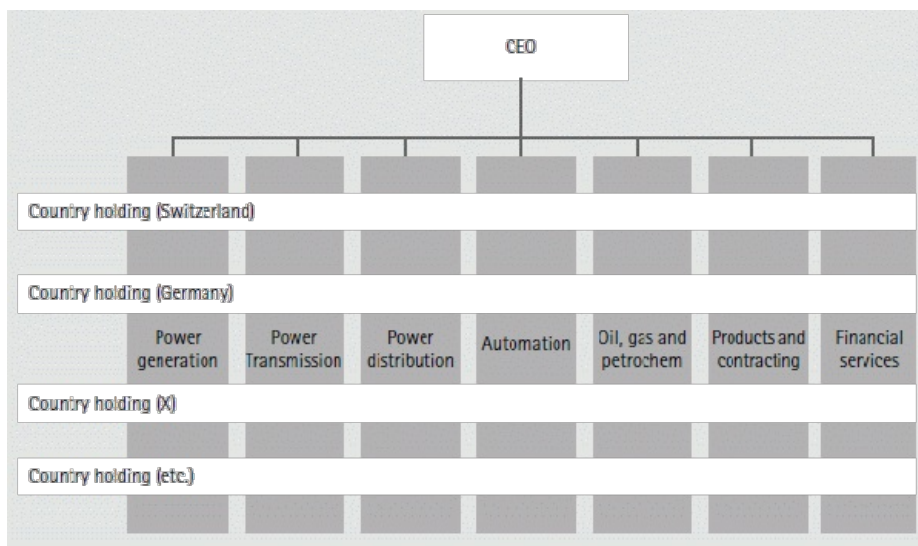 CEO
Country holding (Switzerland)
Country holding (Germany)
Power generation
Power Transmission
Power distribution
Automation
Oil, gas and petrochem
Products and contracting
Financial services
Country holding (X)
Country holding (etc.)